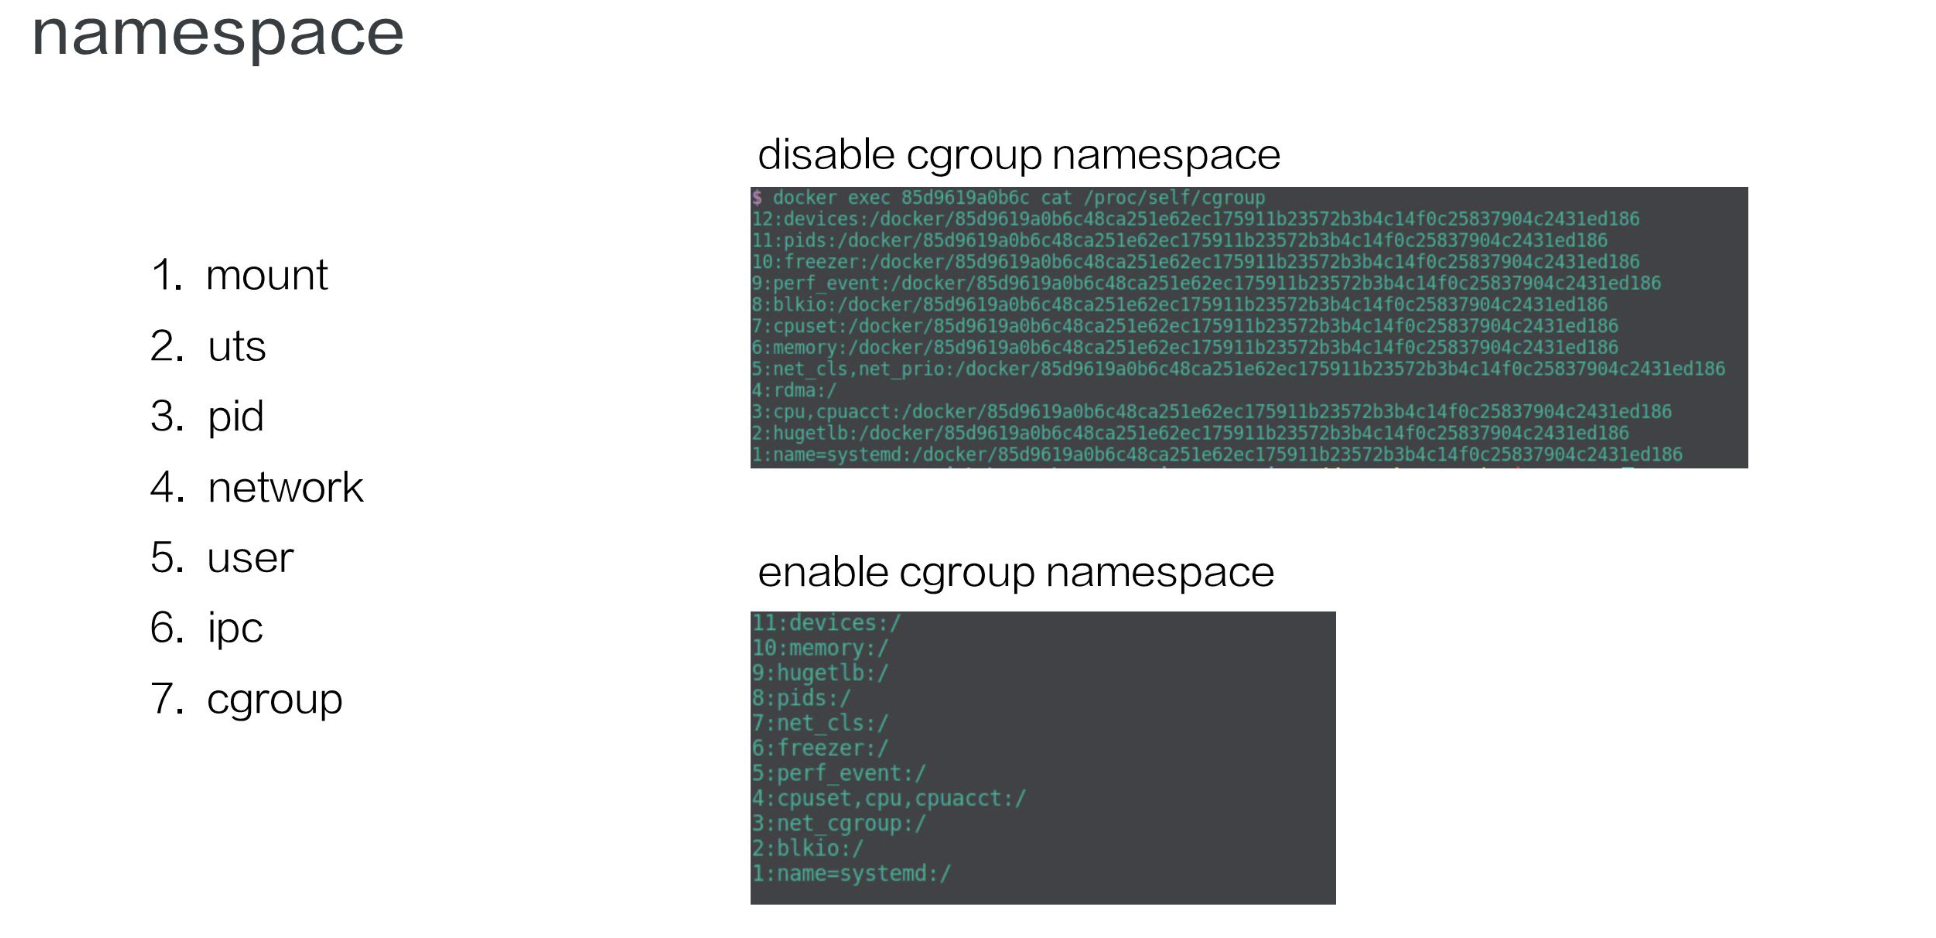 namespace
1. mount
2. uts
3. pid
4. network
5. user
6. ipc
7. cgroup
disable cgroup namespace
$ docker exec 85d9619a0b6c cat /proc/self/cgroup
12:devices:/docker/85d9619a0b6c48ca251e62ec175911b23572b3b4c14f0c25837904c2431ed186
11:pids:/docker/85d9619a0b6c48ca251e62ec175911b23572b3b4c14f0c25837904c2431ed186
10:freezer:/docker/85d9619a0b6c48ca251e62ec175911b23572b3b4c14f0c25837904c2431ed186
9:perf_event:/docker/85d9619a0b6c48ca251e62ec175911b23572b3b4c14f0c25837904c2431ed186
8:blkio:/docker/85d9619a0b6c48ca251e62ec175911b23572b3b4c14f0c25837904c2431ed186
7:cpuset:/docker/85d9619a0b6c48ca251e62ec175911b23572b3b4c14f0c25837904c2431ed186
6:memory:/docker/85d9619a0b6c48ca251e62ec175911b23572b3b4c14f0c25837904c2431ed186
5:net_cls,net_prio:/docker/85d9619a0b6c48ca251e62ec175911b23572b3b4c14f0c25837904c2431ed186
4:rdma:/
3:cpu,cpuacct:/docker/85d9619a0b6c48ca251e62ec175911b23572b3b4c14f0c25837904c2431ed186
2:hugetlb:/docker/85d9619a0b6c48ca251e62ec175911b23572b3b4c14f0c25837904c2431ed186
1:name=systemd:/docker/85d9619a0b6c48ca251e62ec175911b23572b3b4c14f0c25837904c2431ed186
enable cgroup namespace
11:devices:/
10:memory:/
9:hugetlb:/
8:pids:/
7:net_cls:/
6:freezer:/
5:perf_event:/
4:cpuset,cpu,cpuacct:/
3:net_cgroup:/
2:blkio:/
1:name=systemd:/